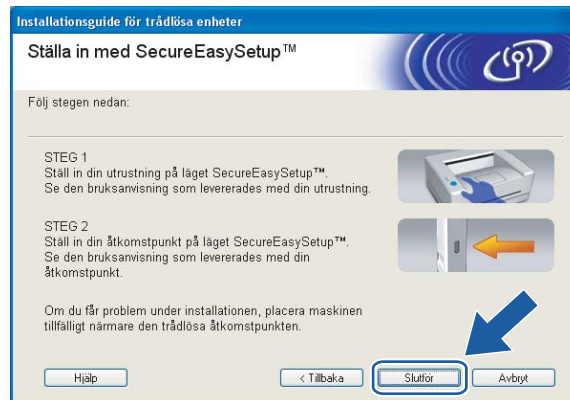 Installationsguide för trådlösa enheter
Ställa in med SecureEasySetup™
Följ stegen nedan:
STEG 1
Ställ in din utrustning på läget SecureEasySetup™.
Se den bruksanvisning som levererades med din utrustning.
STEG 2
Ställ in din åtkomstpunkt på läget SecureEasySetup™.
Se den bruksanvisning som levererades med din
åtkomstpunkt.
Om du får problem under installationen, placera maskinen
tillfälligt närmare den trådlösa åtkomstpunkten.
Hjälp
< Tillbaka
Slutför
Avbryt